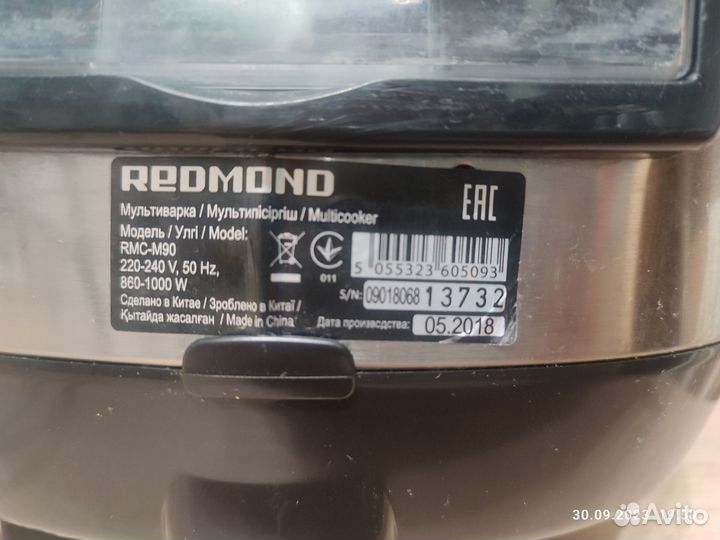 REDMOND
EAC
Мультиварка / Мультипісіргіш / Multicooker
Модель / Үлгі / Model:
RMC-M90
220-240 V, 50 Hz,
860-1000 W
011
5 055323 605093
S/N: 09018068 13732
Сделано в Китае / Зроблено в Китаї /
Қытайда жасалған / Made in China
Дата производства: 05.2018
30.09.2023
Avito